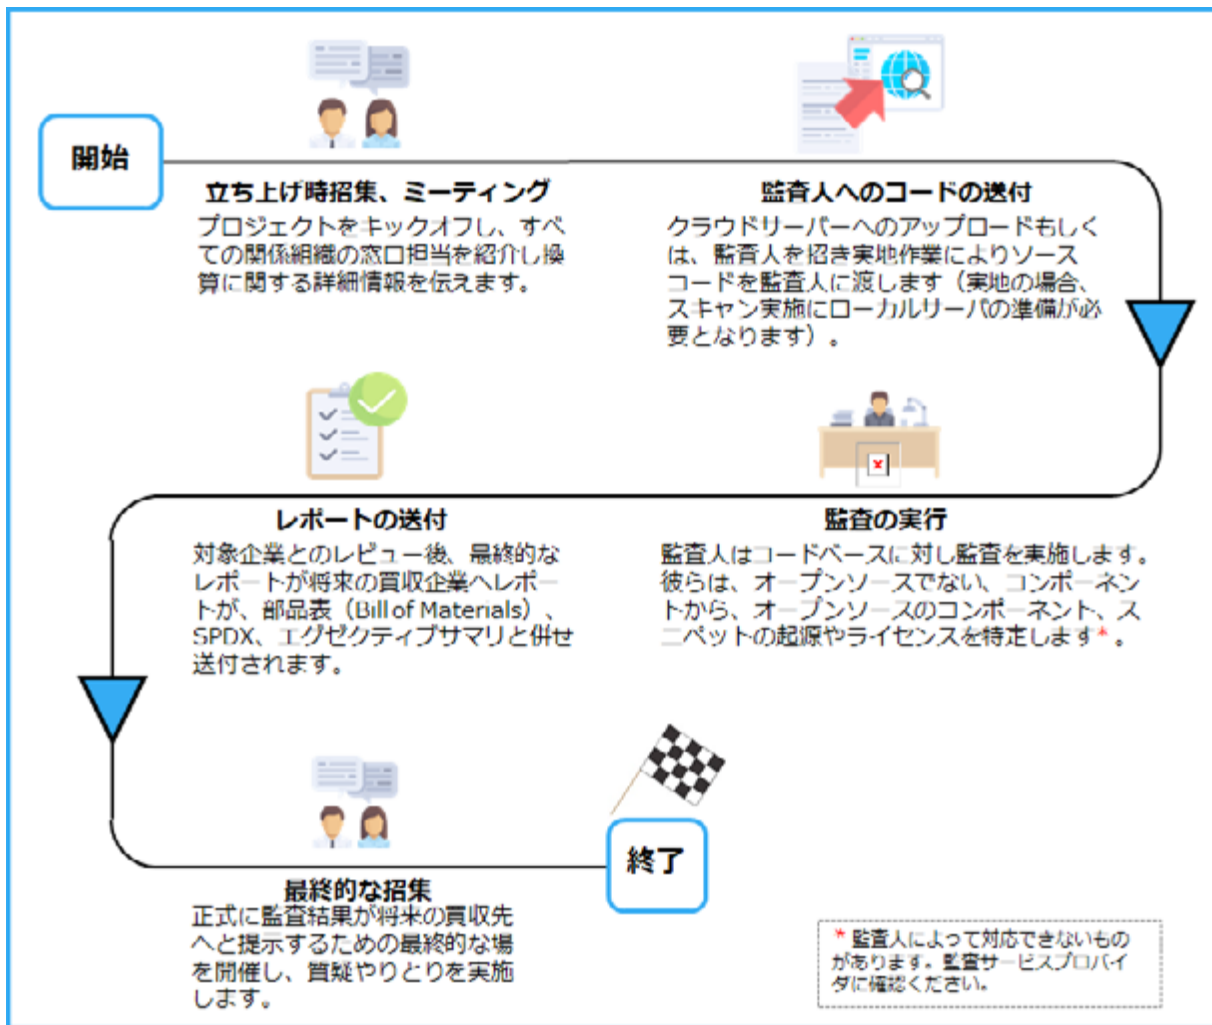 開始
立ち上げ時招集、ミーティング
プロジェクトをキックオフし、すべ
ての関係組織の窓口担当を紹介し換
算に関する詳細情報を伝えます。
監査人へのコードの送付
クラウドサーバーへのアップロードもしく
は、監査人を招き実地作業によりソース
コードを監査人に渡します（実地の場合、
スキャン実施にローカルサーバの準備が必
要となります）。
監査の実行
監査人はコードベースに対し監査を実施します。
彼らは、オープンソースでない、コンポーネン
トから、オープンソースのコンポーネント、ス
ニペットの起源やライセンスを特定します*。
レポートの送付
対象企業とのレビュー後、最終的な
レポートが将来の買収企業へレポー
トが、部品表（Bill of Materials）、
SPDX、エグゼクティブサマリと併せ
送付されます。
最終的な招集
正式に監査結果が将来の買収先
へと提示するための最終的な場
を開催し、質疑やりとりを実施
します。
終了
* 監査人によって対応できないもの
があります。監査サービスプロバイ
ダに確認ください。